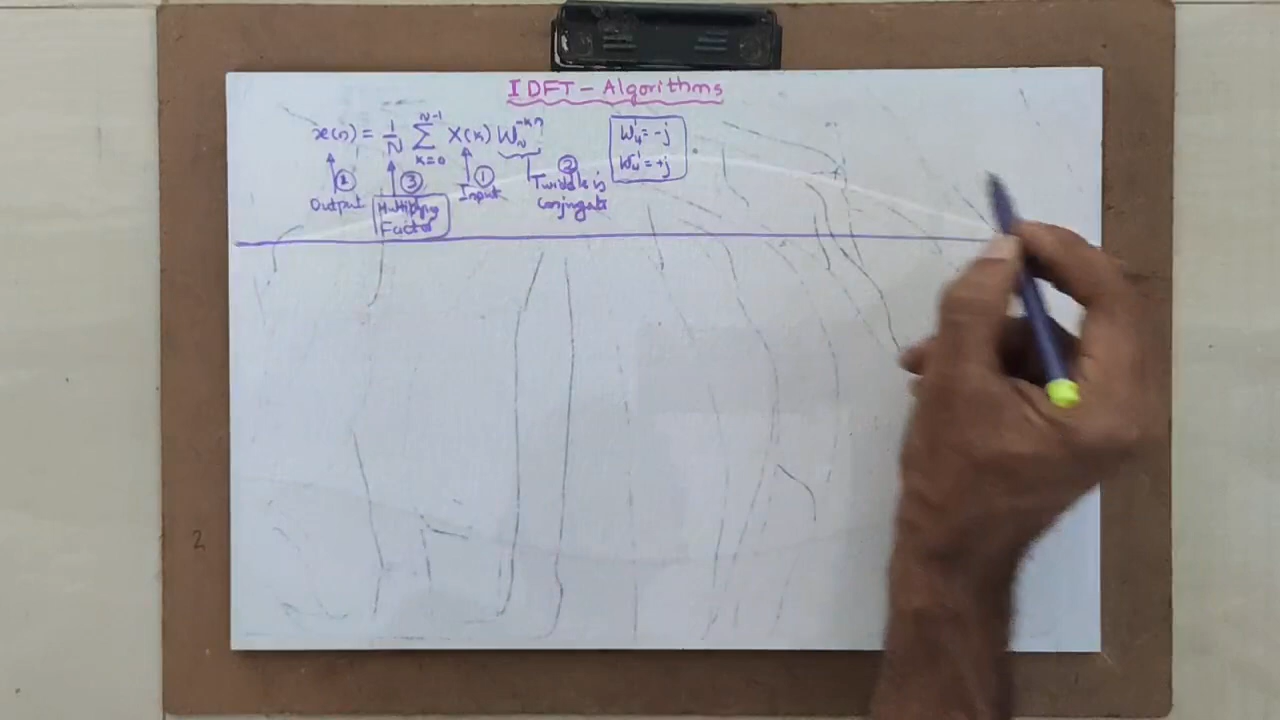 I DFT - Algorithms
x(n) = 1/N Σ_{k=0}^{N-1} X(k) W_N^{-kn}
W_4^1 = -j
W_4^{-1} = +j
Output
③ Multiplying Factor
① Input
② Twiddle is conjugate
2